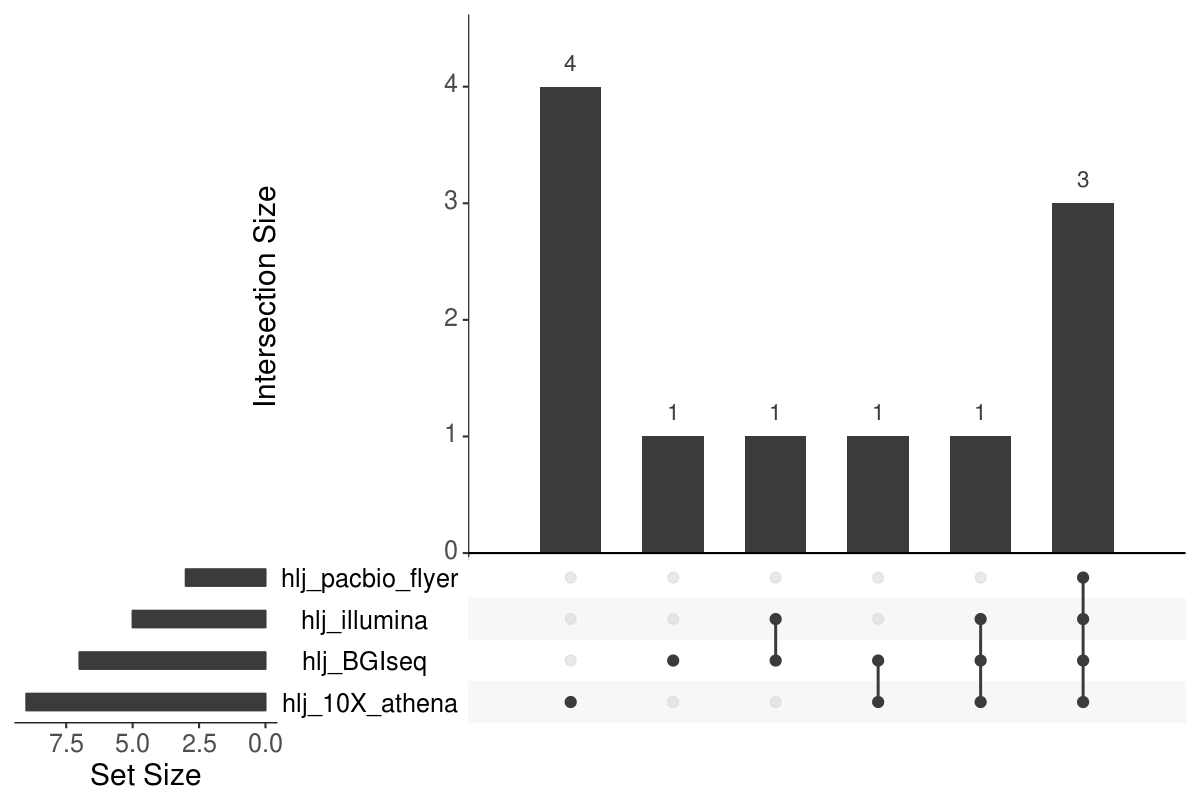 4
4
3
3
Intersection Size
2
1
1
1
1
1
0
hlj_pacbio_flyer
hlj_illumina
hlj_BGIseq
hlj_10X_athena
7.5 5.0 2.5 0.0
Set Size